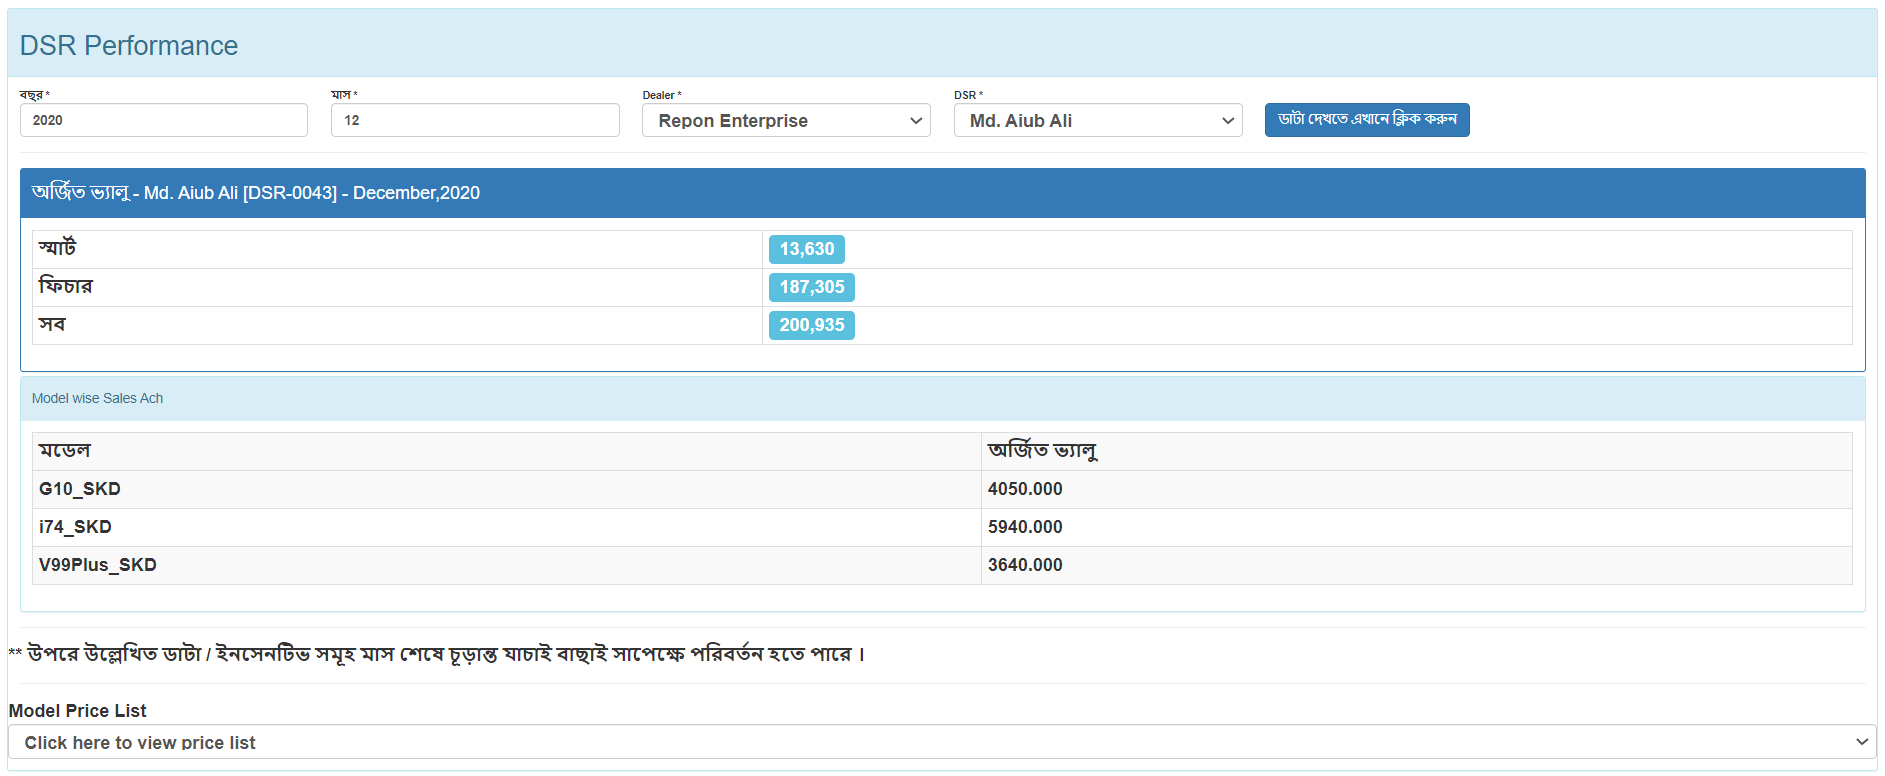 DSR Performance
বছর * মাস * Dealer * DSR *
2020 12 Repon Enterprise Md. Aiub Ali ডাটা দেখতে এখানে ক্লিক করুন
অর্জিত ভ্যালু - Md. Aiub Ali [DSR-0043] - December,2020
স্মার্ট 13,630
ফিচার 187,305
সব 200,935
Model wise Sales Ach
মডেল অর্জিত ভ্যালু
G10_SKD 4050.000
i74_SKD 5940.000
V99Plus_SKD 3640.000
** উপরে উল্লেখিত ডাটা / ইনসেনটিভ সমূহ মাস শেষে চূড়ান্ত যাচাই বাছাই সাপেক্ষে পরিবর্তন হতে পারে ।
Model Price List
Click here to view price list